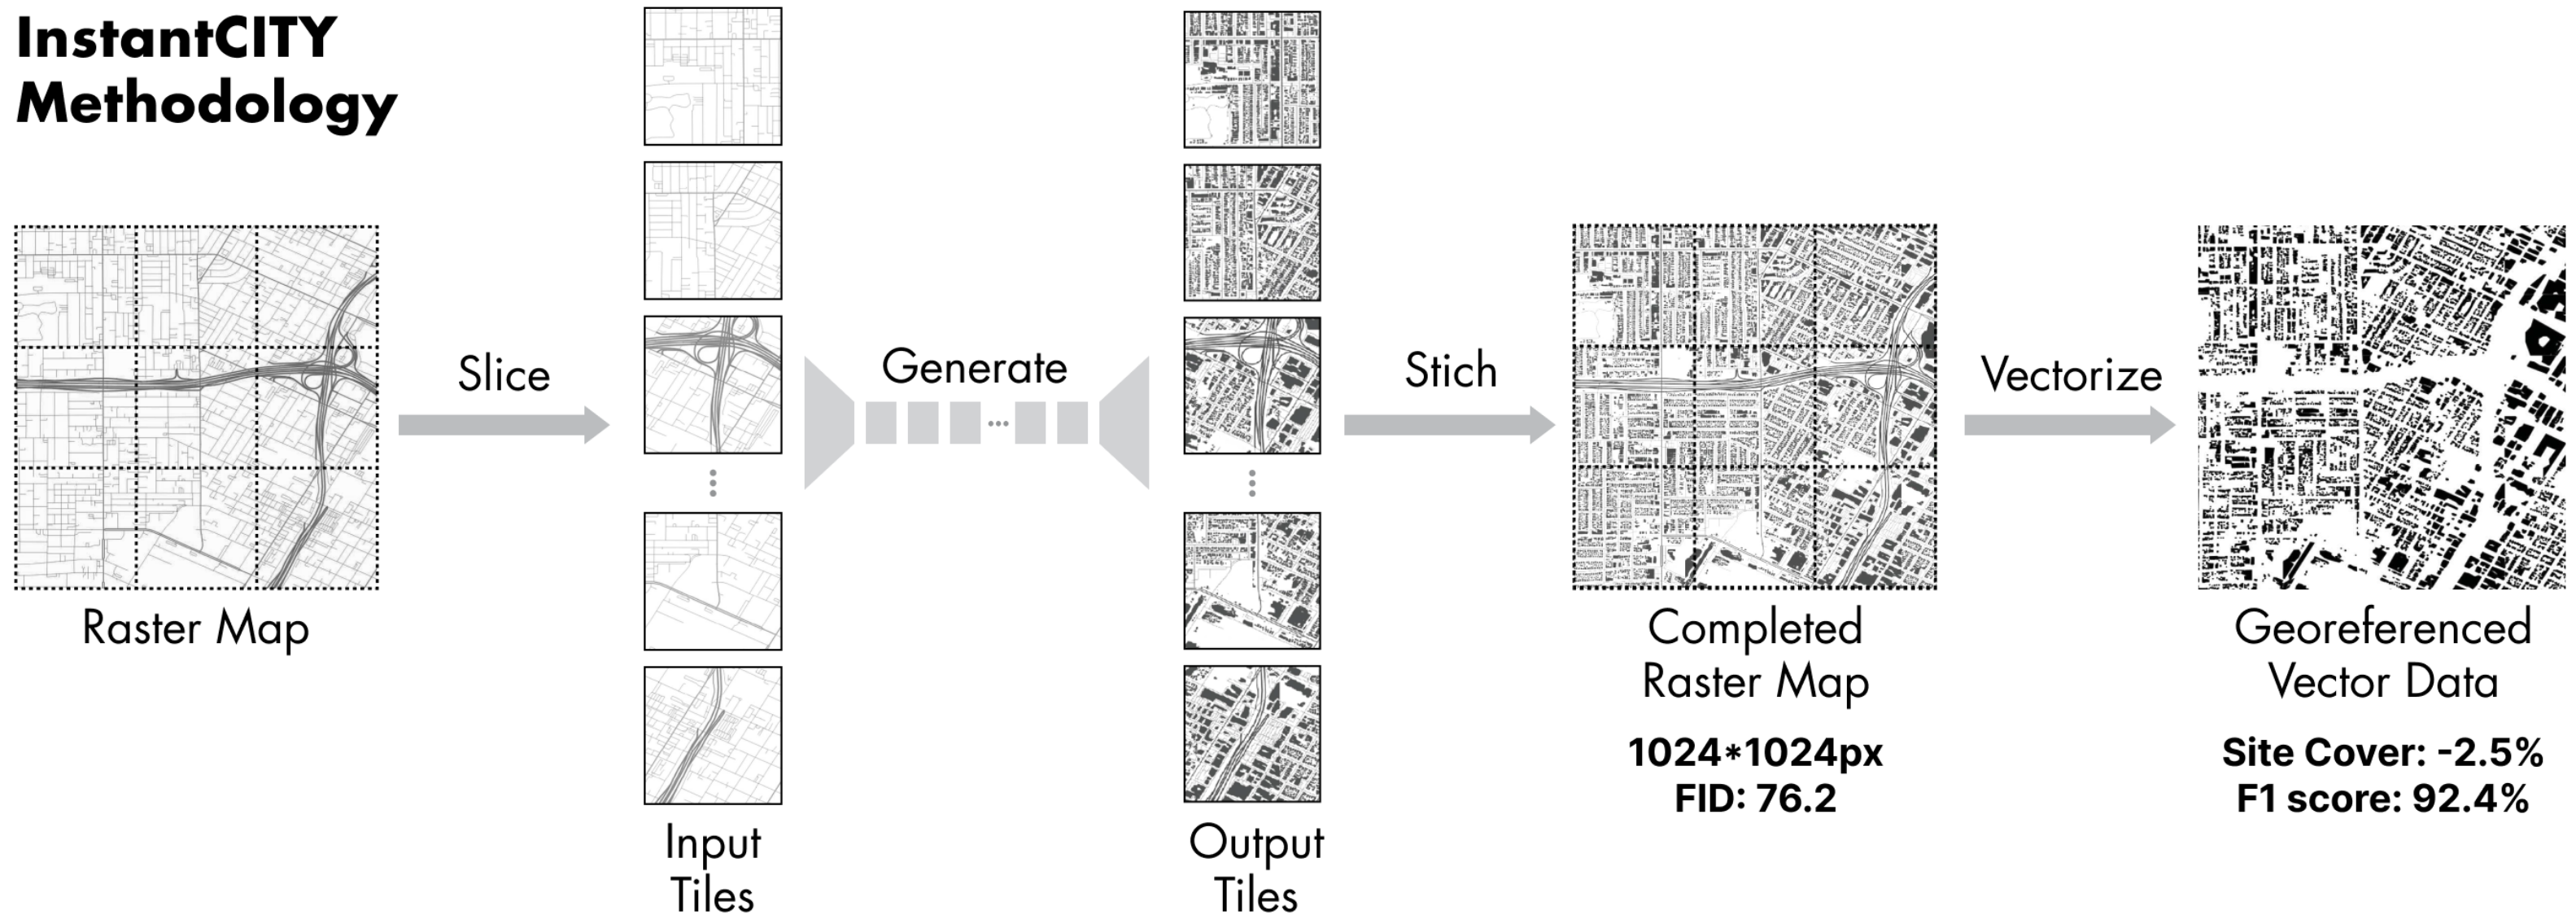 InstantCITY
Methodology
Raster Map
Slice
Input
Tiles
Generate
Output
Tiles
Stich
Completed
Raster Map
1024*1024px
FID: 76.2
Vectorize
Georeferenced
Vector Data
Site Cover: -2.5%
F1 score: 92.4%